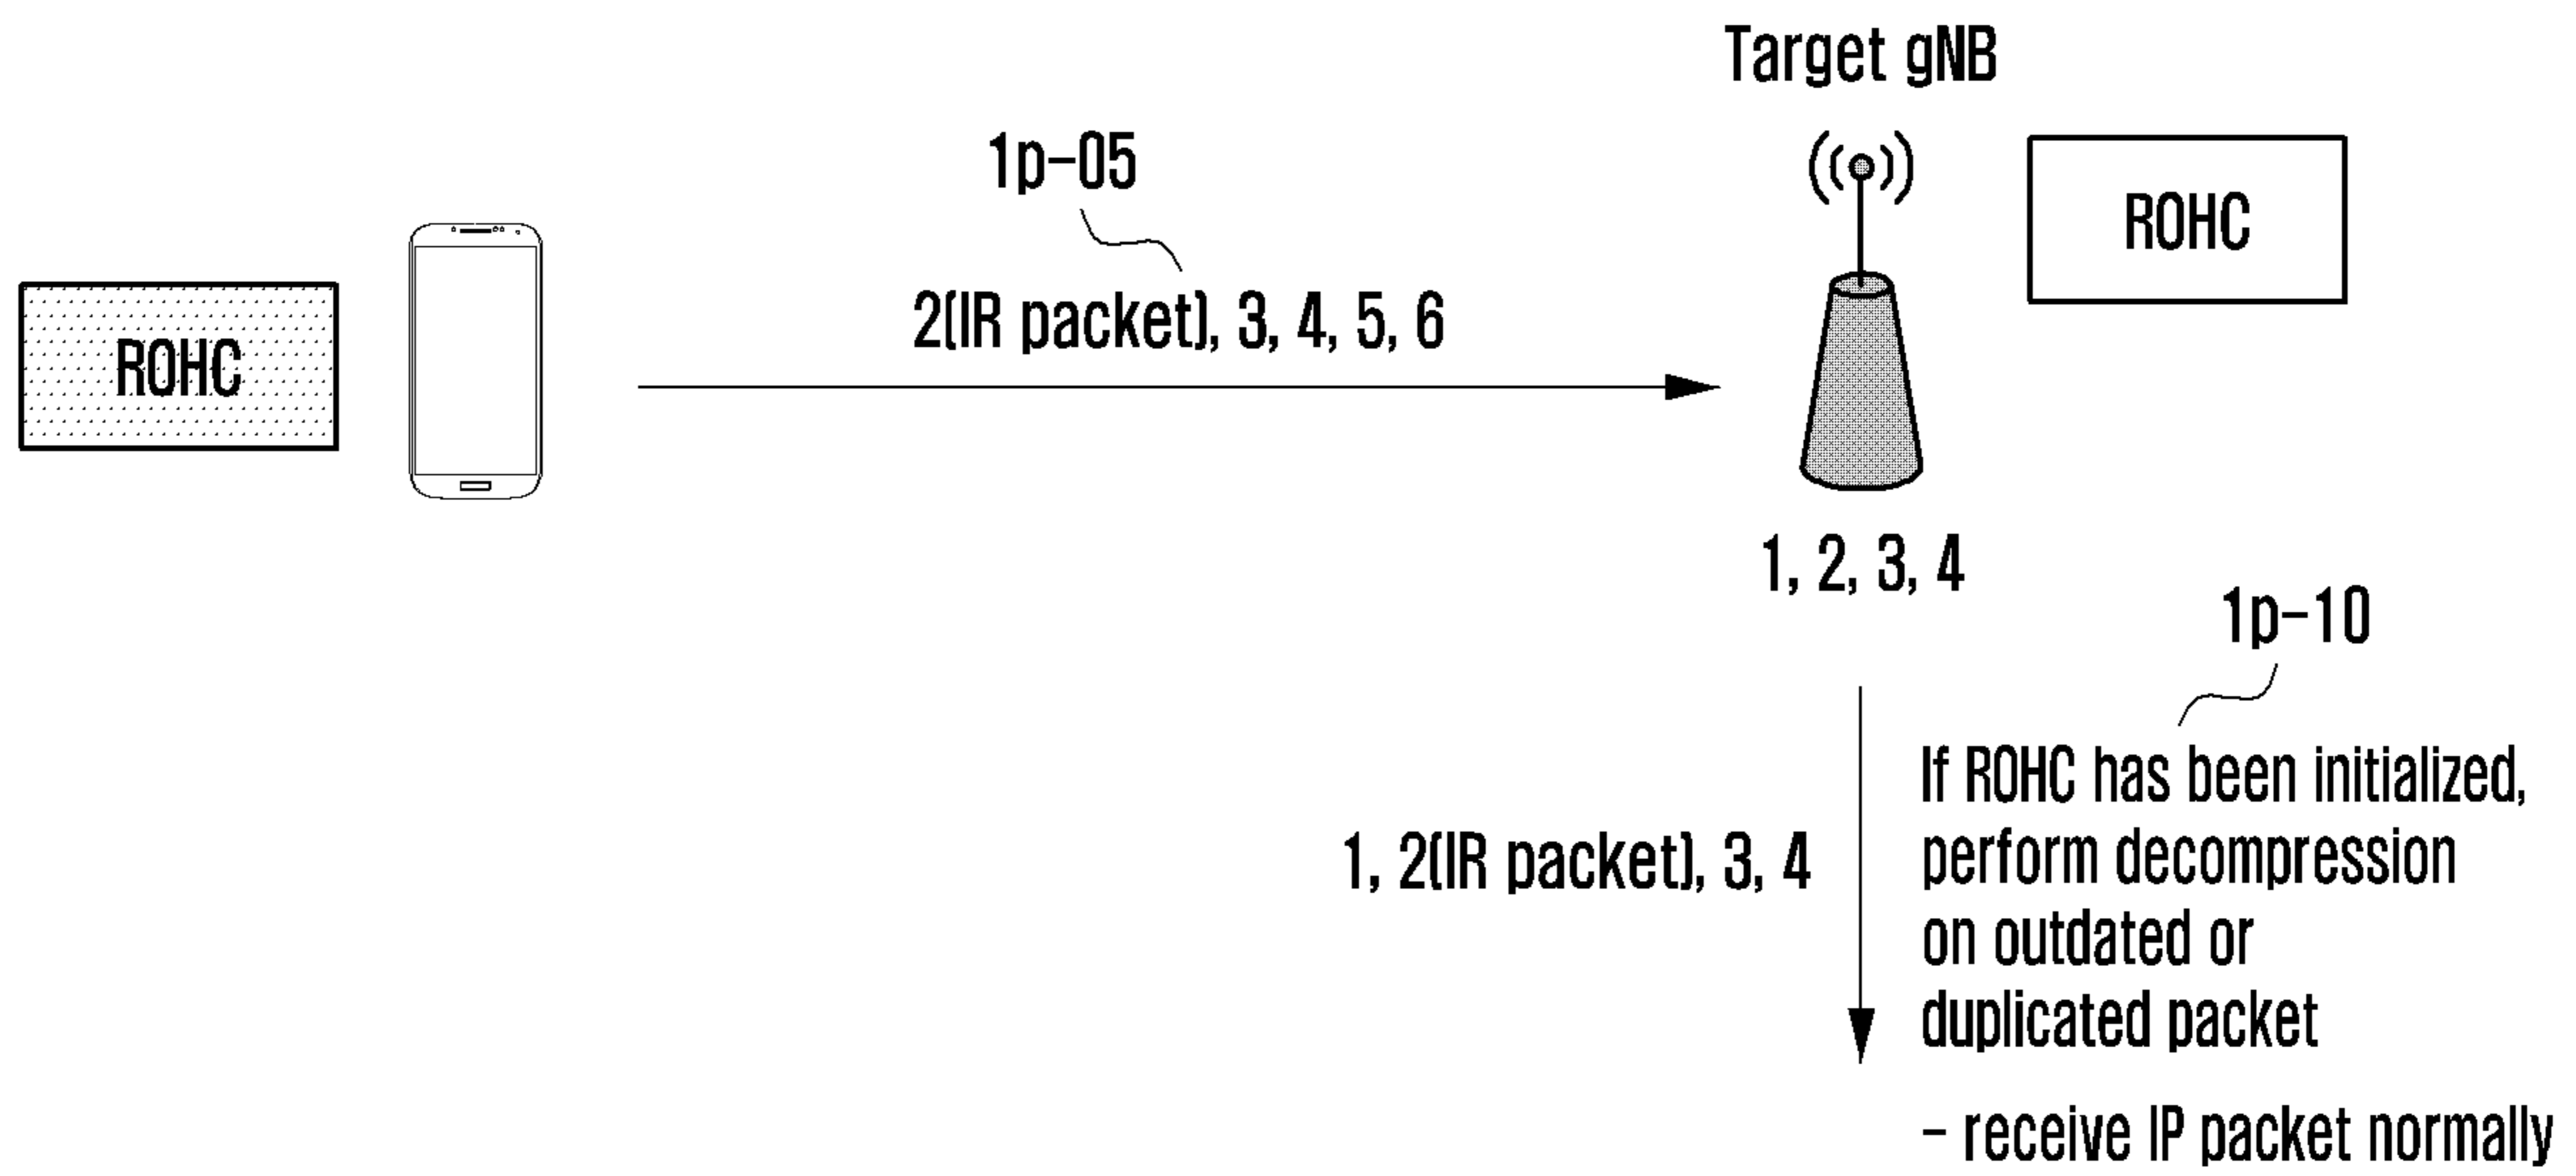 Target gNB
1p-05
ROHC
2(IR packet), 3, 4, 5, 6
ROHC
1, 2, 3, 4
1p-10
If ROHC has been initialized,
perform decompression
1, 2(IR packet), 3, 4
on outdated or
duplicated packet
- receive IP packet normally